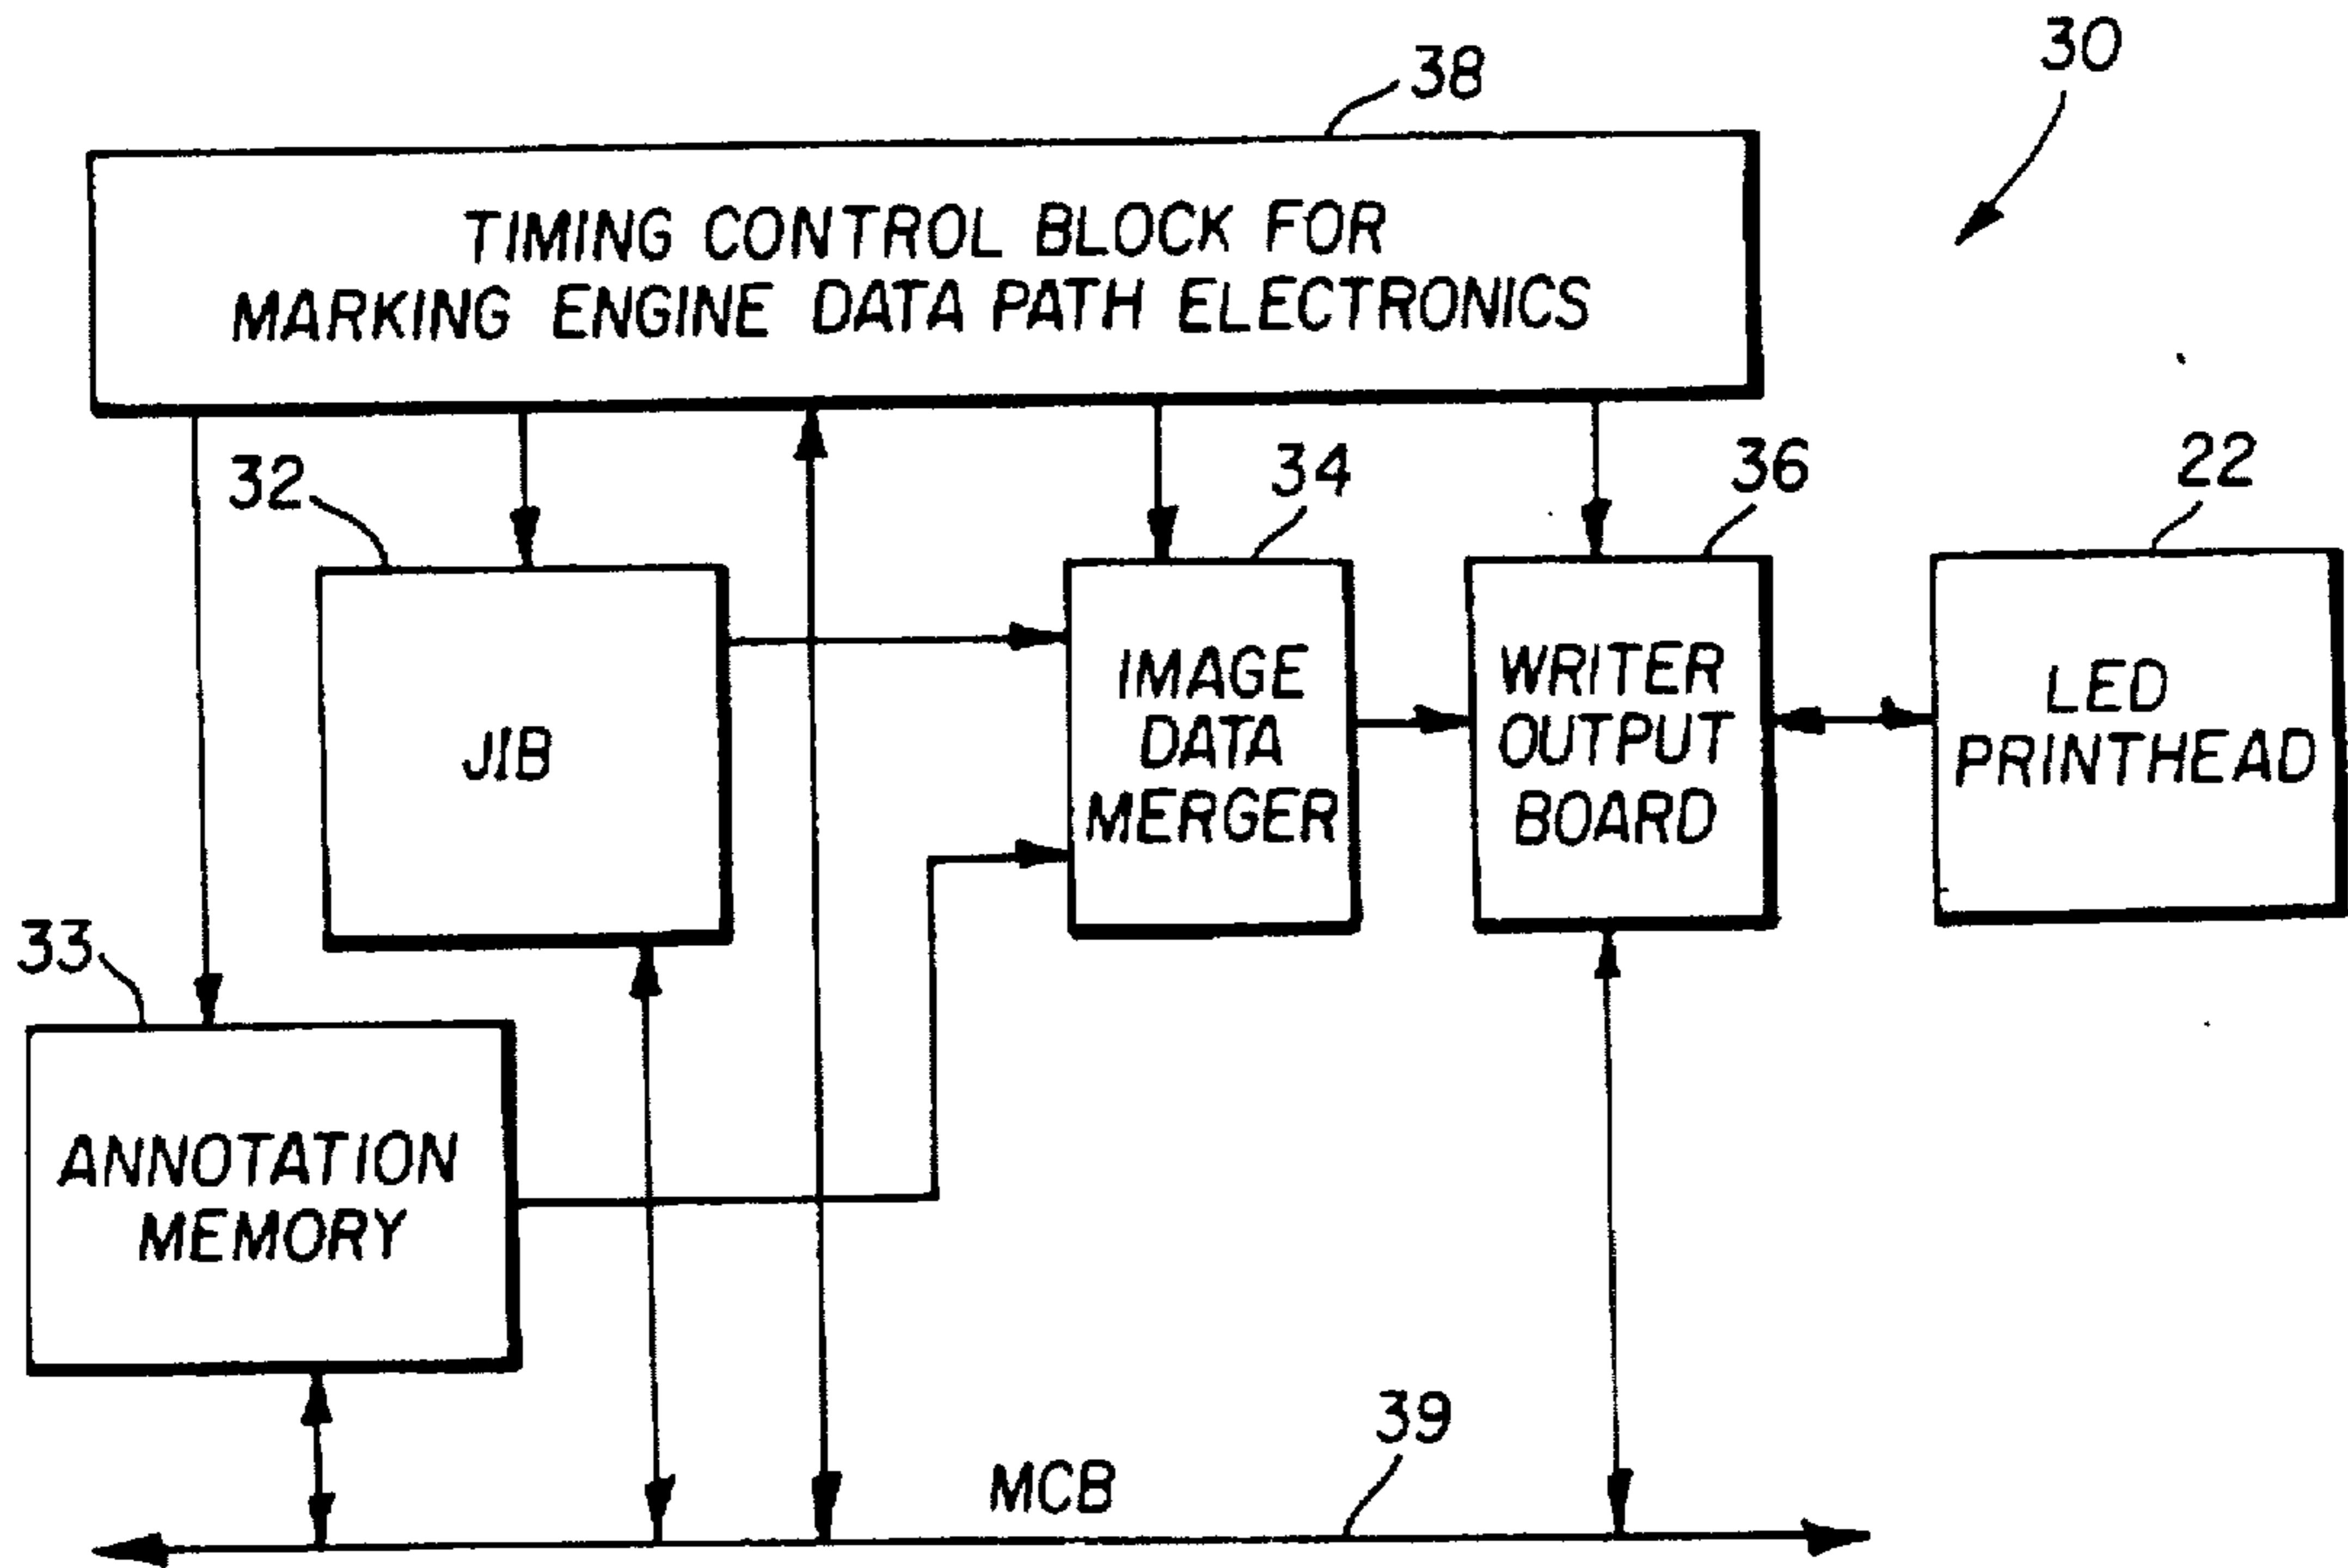 30
38
TIMING CONTROL BLOCK FOR
MARKING ENGINE DATA PATH ELECTRONICS
32
34
36
22
JIB
IMAGE
DATA
MERGER
WRITER
OUTPUT
BOARD
LED
PRINTHEAD
33
ANNOTATION
MEMORY
39
MCB